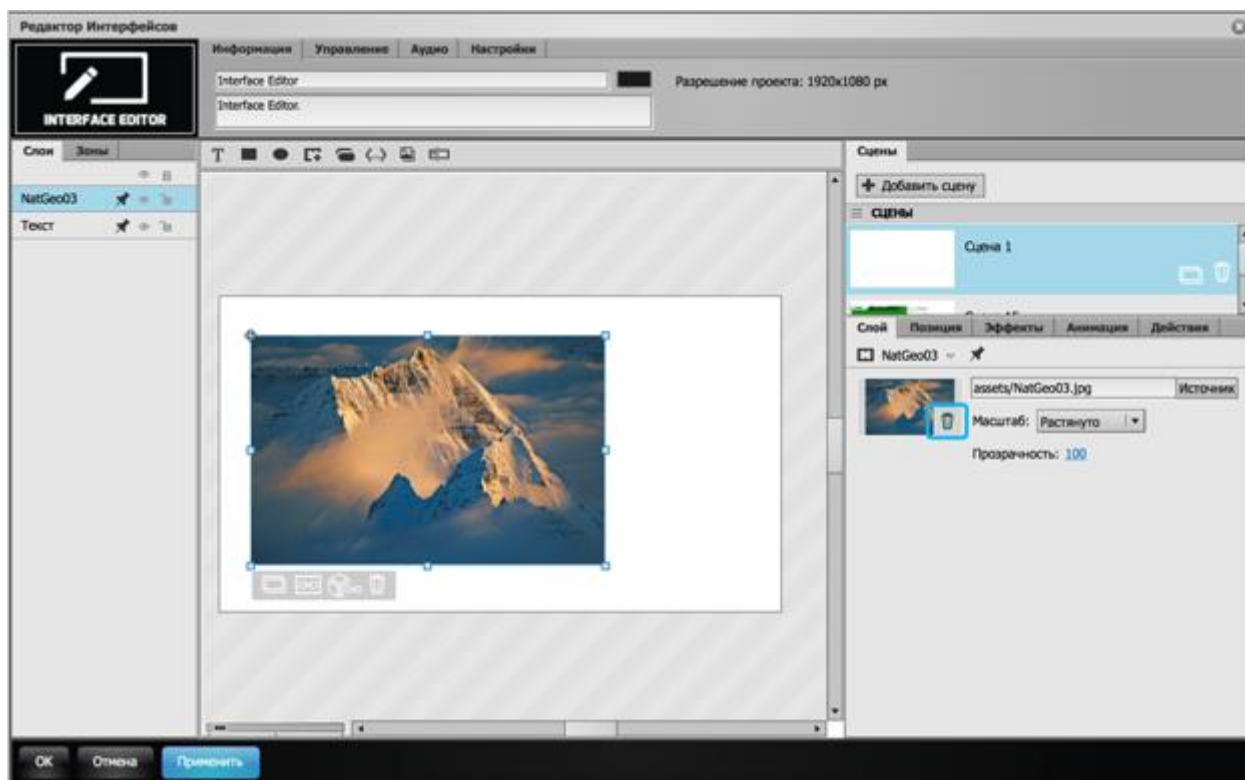 Редактор Интерфейсов
INTERFACE EDITOR
Информация Управление Аудио Настройки
Interface Editor
Разрешение проекта: 1920x1080 px
Interface Editor.
Слои Зоны
NatGeo03
Текст
T
Сцены
Добавить сцену
СЦЕНЫ
Сцена 1
Слой Позиция Эффекты Анимация Действия
NatGeo03
assets/NatGeo03.jpg Источник
Масштаб: Растянуто
Прозрачность: 100
ОК Отмена Применить